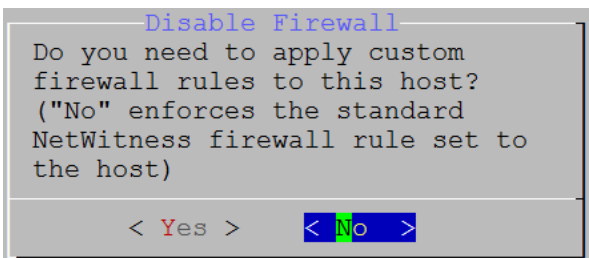 Disable Firewall
Do you need to apply custom
firewall rules to this host?
("No" enforces the standard
NetWitness firewall rule set to
the host)
< Yes > < No >